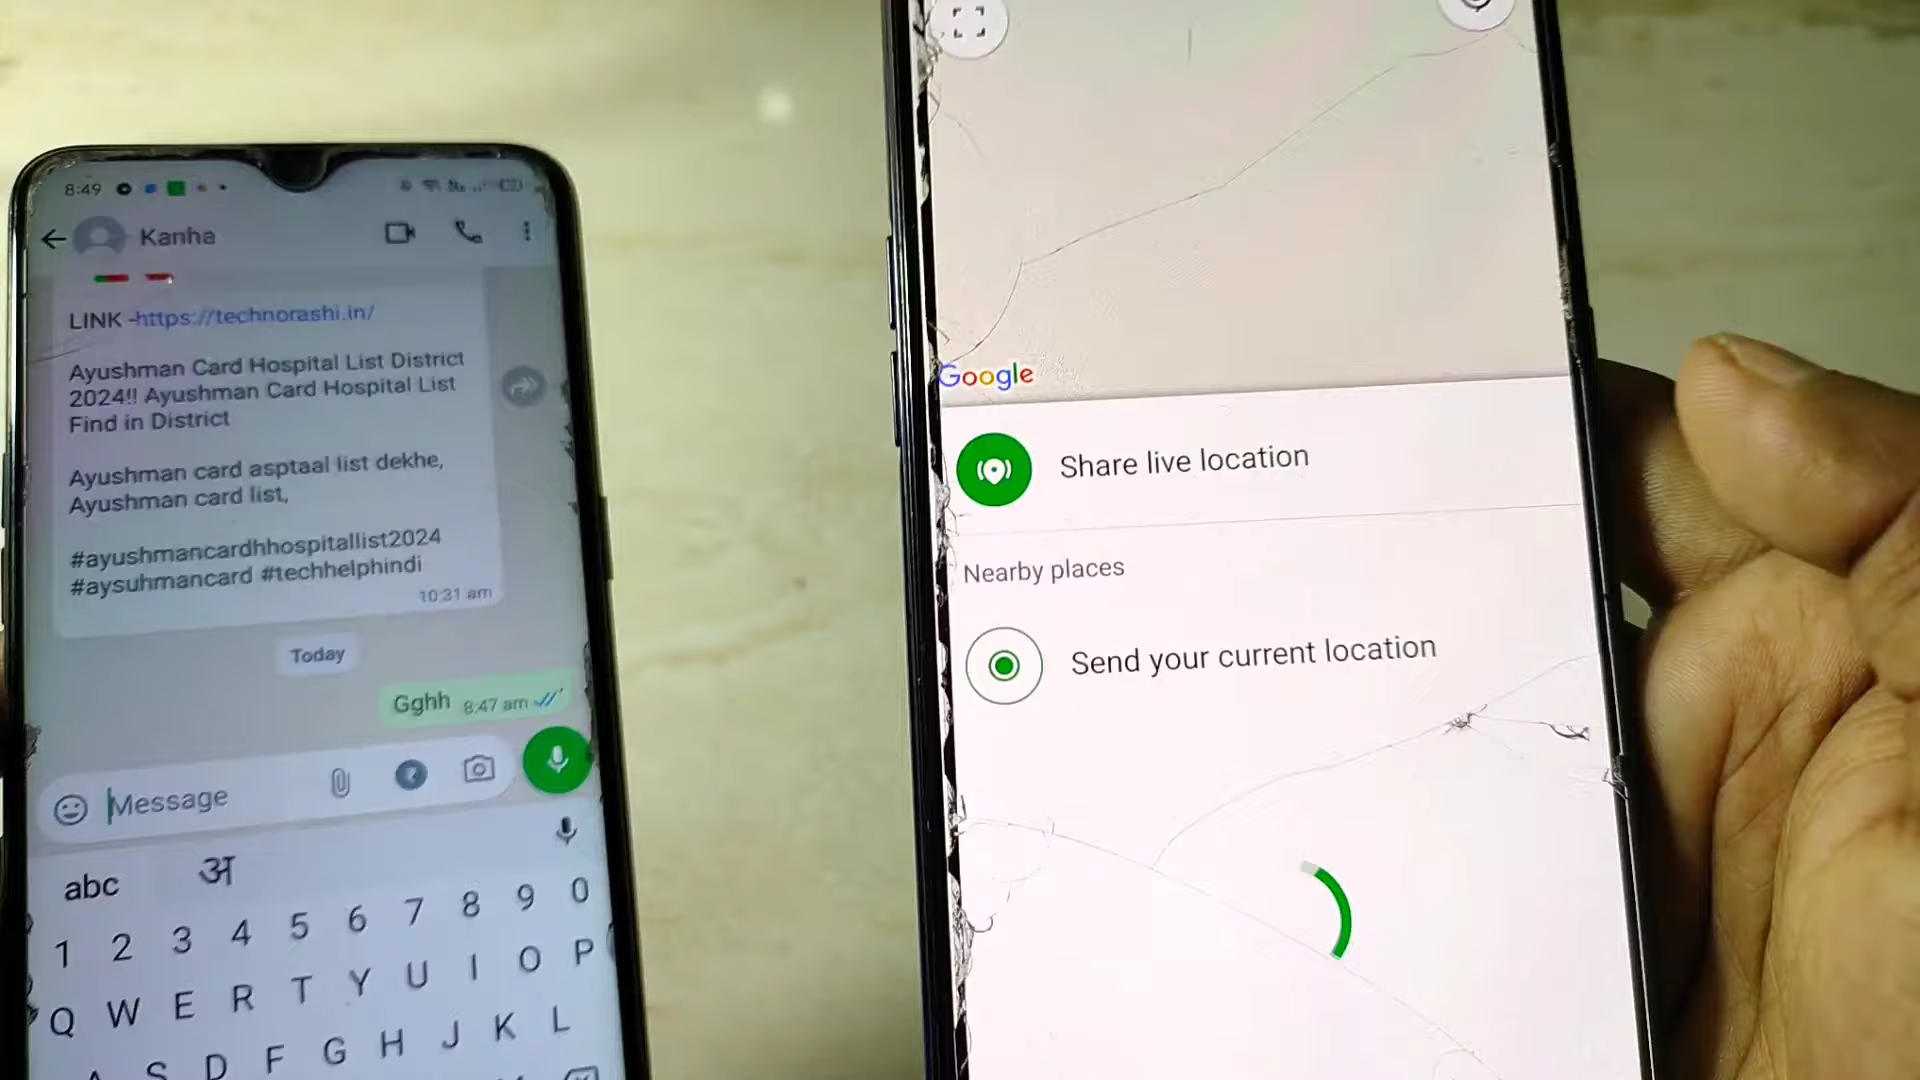 8:49
Kanha
LINK -https://technorashi.in/
Ayushman Card Hospital List District
2024!! Ayushman Card Hospital List
Find in District
Ayushman card asptaal list dekhe,
Ayushman card list,
#ayushmancardhhospitallist2024
#aysuhmancard #techhelphindi
10:31 am
Today
Gghh 8:47 am
Message
abc अ
1 2 3 4 5 6 7 8 9 0
Q W E R T Y U I O P
A S D F G H J K L
Google
Share live location
Nearby places
Send your current location